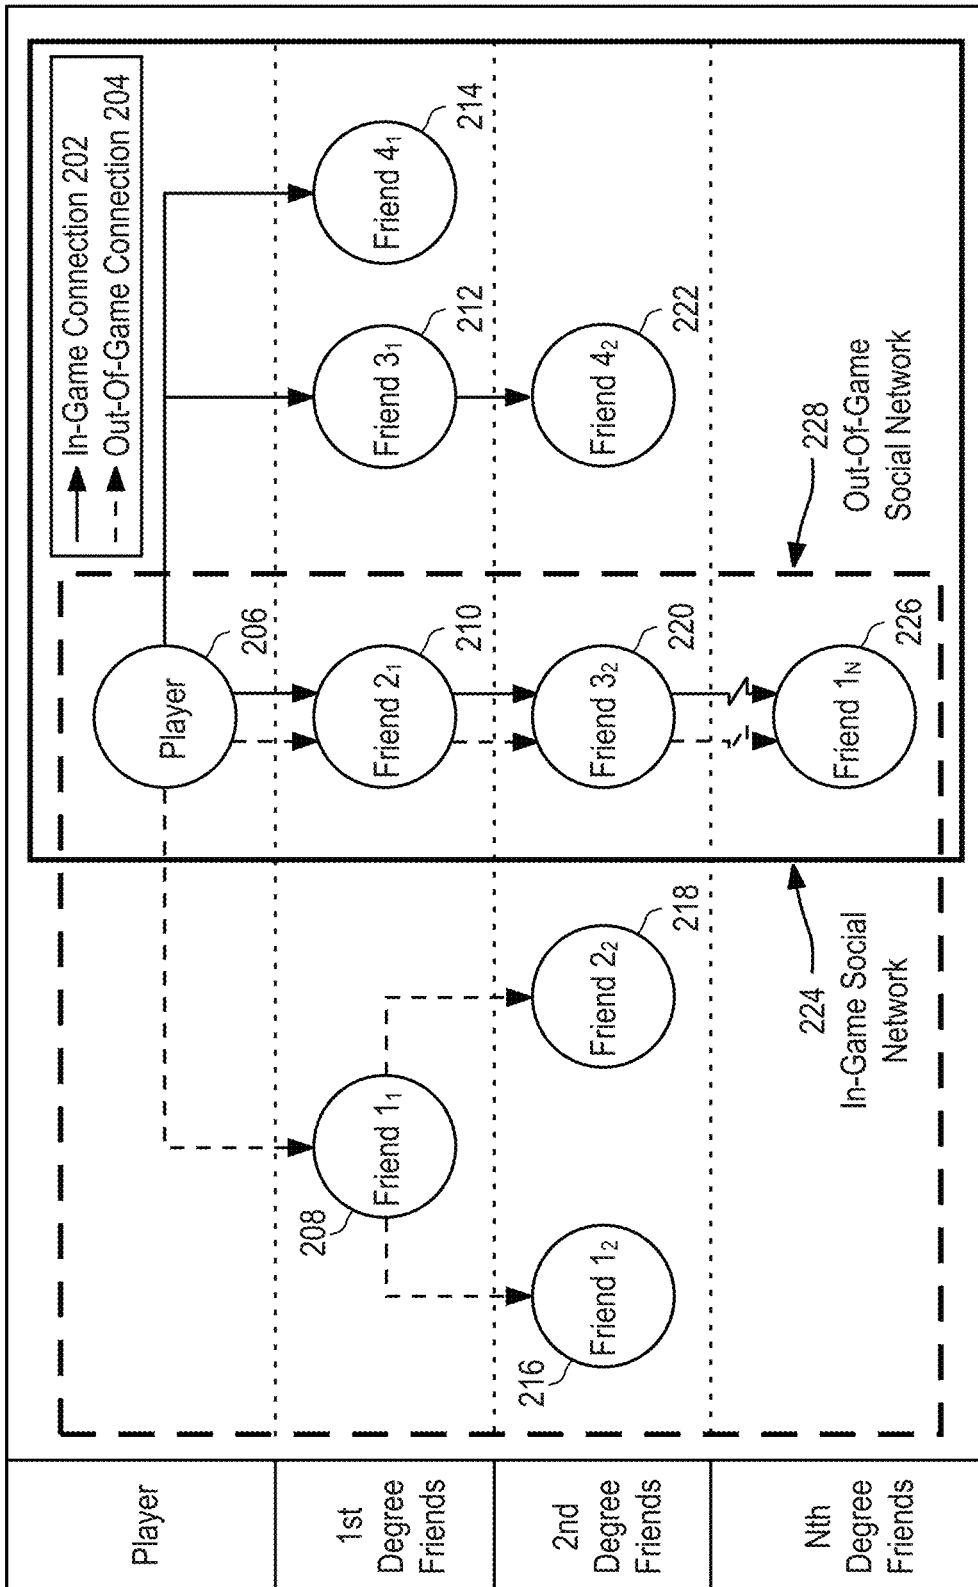 Player
1st
Degree
Friends
2nd
Degree
Friends
Nth
Degree
Friends
In-Game Connection 202
Out-Of-Game Connection 204
Player
206
Friend 1₁
208
Friend 2₁
210
Friend 3₁
212
Friend 4₁
214
Friend 1₂
216
Friend 2₂
218
Friend 3₂
220
Friend 4₂
222
224
In-Game Social
Network
Friend 1ₙ
226
228
Out-Of-Game
Social Network